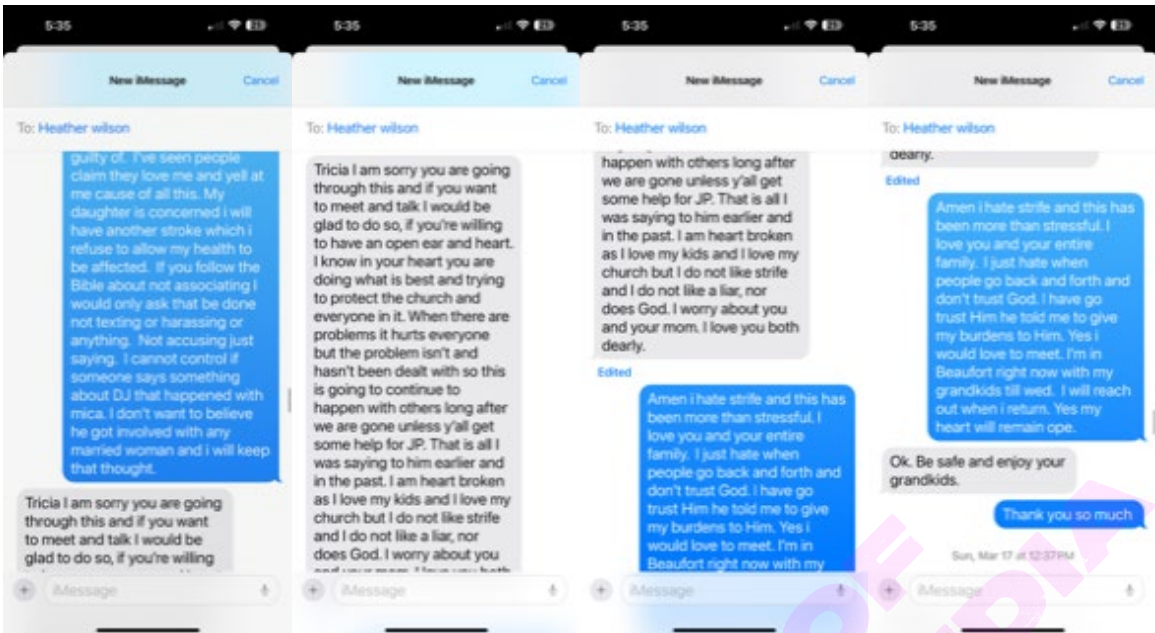 5:35
New iMessage
Cancel
To: Heather wilson
guilty of. I've seen people
claim they love me and yell at
me cause of all this. My
daughter is concerned i will
have another stroke which i
refuse to allow my health to
be affected. If you follow the
Bible about not associating I
would only ask that be done
not texting or harassing or
anything. Not accusing just
saying. I cannot control if
someone says something
about DJ that happened with
mica. I don't want to believe
he got involved with any
married woman and i will keep
that thought.
Tricia I am sorry you are going
through this and if you want
to meet and talk I would be
glad to do so, if you're willing
iMessage
5:35
New iMessage
Cancel
To: Heather wilson
Tricia I am sorry you are going
through this and if you want
to meet and talk I would be
glad to do so, if you're willing
to have an open ear and heart.
I know in your heart you are
doing what is best and trying
to protect the church and
everyone in it. When there are
problems it hurts everyone
but the problem isn't and
hasn't been dealt with so this
is going to continue to
happen with others long after
we are gone unless y'all get
some help for JP. That is all I
was saying to him earlier and
in the past. I am heart broken
as I love my kids and I love my
church but I do not like strife
and I do not like a liar, nor
does God. I worry about you
and your mom. I love you both
iMessage
5:35
New iMessage
Cancel
To: Heather wilson
happen with others long after
we are gone unless y'all get
some help for JP. That is all I
was saying to him earlier and
in the past. I am heart broken
as I love my kids and I love my
church but I do not like strife
and I do not like a liar, nor
does God. I worry about you
and your mom. I love you both
dearly.
Edited
Amen i hate strife and this has
been more than stressful. I
love you and your entire
family. I just hate when
people go back and forth and
don't trust God. I have go
trust Him he told me to give
my burdens to Him. Yes i
would love to meet. I'm in
Beaufort right now with my
iMessage
5:35
New iMessage
Cancel
To: Heather wilson
dearly.
Edited
Amen i hate strife and this has
been more than stressful. I
love you and your entire
family. I just hate when
people go back and forth and
don't trust God. I have go
trust Him he told me to give
my burdens to Him. Yes i
would love to meet. I'm in
Beaufort right now with my
grandkids till wed. I will reach
out when i return. Yes my
heart will remain ope.
Ok. Be safe and enjoy your
grandkids.
Thank you so much
Sun, Mar 17 at 12:37 PM
iMessage
OF